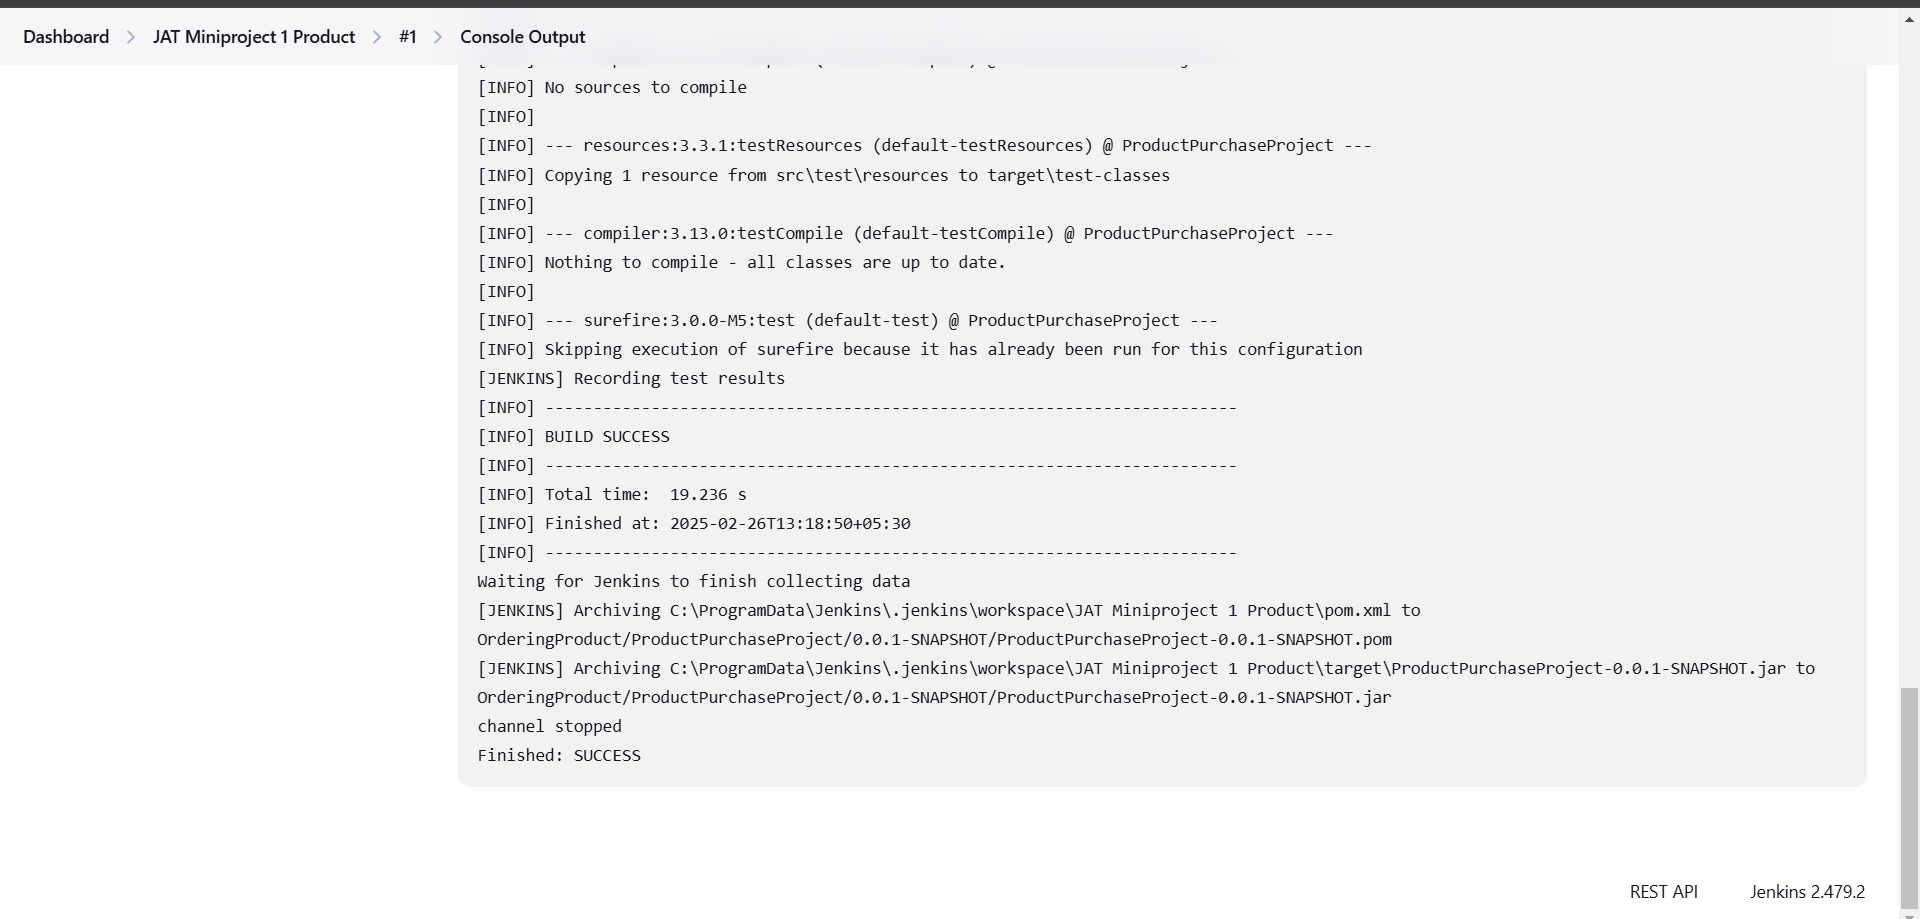 Dashboard > JAT Miniproject 1 Product > #1 > Console Output
[INFO] No sources to compile
[INFO]
[INFO] --- resources:3.3.1:testResources (default-testResources) @ ProductPurchaseProject ---
[INFO] Copying 1 resource from src\test\resources to target\test-classes
[INFO]
[INFO] --- compiler:3.13.0:testCompile (default-testCompile) @ ProductPurchaseProject ---
[INFO] Nothing to compile - all classes are up to date.
[INFO]
[INFO] --- surefire:3.0.0-M5:test (default-test) @ ProductPurchaseProject ---
[INFO] Skipping execution of surefire because it has already been run for this configuration
[JENKINS] Recording test results
[INFO] ------------------------------------------------------------------------
[INFO] BUILD SUCCESS
[INFO] ------------------------------------------------------------------------
[INFO] Total time:  19.236 s
[INFO] Finished at: 2025-02-26T13:18:50+05:30
[INFO] ------------------------------------------------------------------------
Waiting for Jenkins to finish collecting data
[JENKINS] Archiving C:\ProgramData\Jenkins\.jenkins\workspace\JAT Miniproject 1 Product\pom.xml to
OrderingProduct/ProductPurchaseProject/0.0.1-SNAPSHOT/ProductPurchaseProject-0.0.1-SNAPSHOT.pom
[JENKINS] Archiving C:\ProgramData\Jenkins\.jenkins\workspace\JAT Miniproject 1 Product\target\ProductPurchaseProject-0.0.1-SNAPSHOT.jar to
OrderingProduct/ProductPurchaseProject/0.0.1-SNAPSHOT/ProductPurchaseProject-0.0.1-SNAPSHOT.jar
channel stopped
Finished: SUCCESS
REST API Jenkins 2.479.2